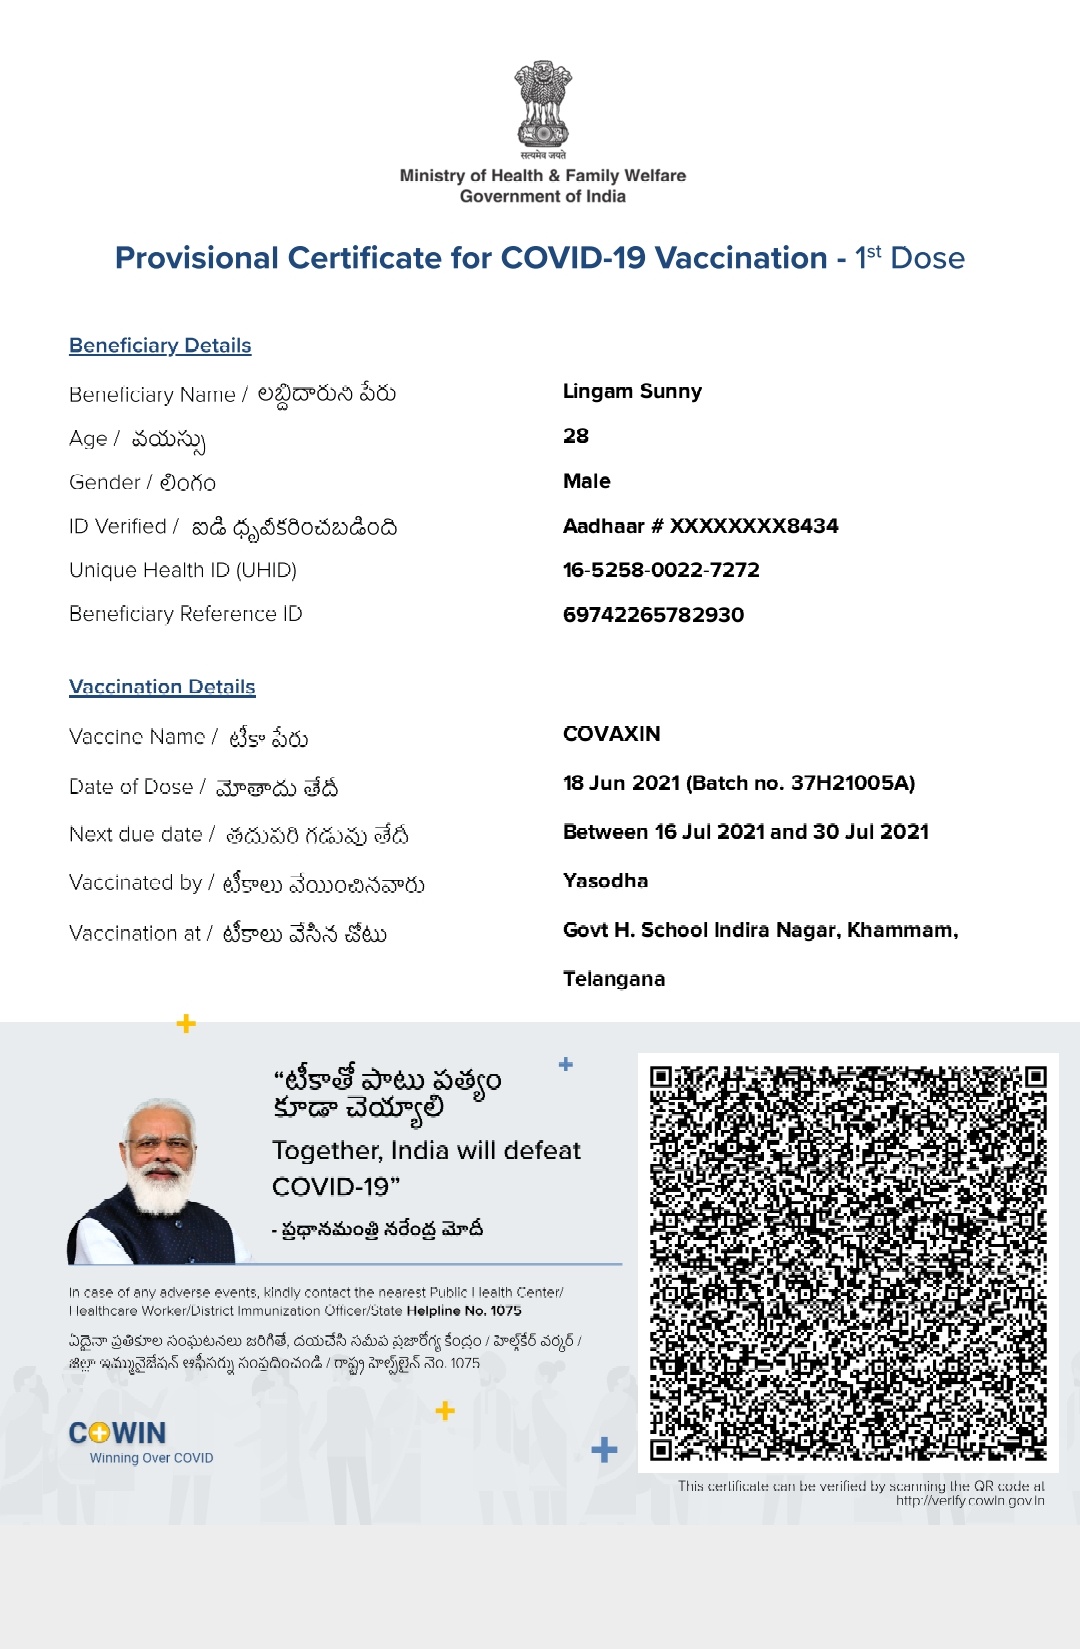 सत्यमेव जयते
Ministry of Health & Family Welfare
Government of India
Provisional Certificate for COVID-19 Vaccination - 1st Dose
Beneficiary Details
Beneficiary Name / లబ్ధిదారుని పేరు Lingam Sunny
Age / వయస్సు 28
Gender / లింగం Male
ID Verified / ఐడి ధృవీకరించబడింది Aadhaar # XXXXXXXX8434
Unique Health ID (UHID) 16-5258-0022-7272
Beneficiary Reference ID 69742265782930
Vaccination Details
Vaccine Name / టీకా పేరు COVAXIN
Date of Dose / మోతాదు తేదీ 18 Jun 2021 (Batch no. 37H21005A)
Next due date / తదుపరి గడువు తేదీ Between 16 Jul 2021 and 30 Jul 2021
Vaccinated by / టీకాలు వేయించినవారు Yasodha
Vaccination at / టీకాలు వేసిన చోటు Govt H. School Indira Nagar, Khammam,
Telangana
“టీకాతో పాటు పత్యం
కూడా చెయ్యాలి
Together, India will defeat
COVID-19”
- ప్రధానమంత్రి నరేంద్ర మోదీ
In case of any adverse events, kindly contact the nearest Public Health Center/
Healthcare Worker/District Immunization Officer/State Helpline No. 1075
ఏదైనా ప్రతికూల సంఘటనలు జరిగితే, దయచేసి సమీప ప్రజారోగ్య కేంద్రం / హెల్త్‌కేర్ వర్కర్ /
జిల్లా ఇమ్యునైజేషన్ ఆఫీసర్ను సంప్రదించండి / రాష్ట్ర హెల్ప్‌లైన్ నెం. 1075
COWIN
Winning Over COVID
This certificate can be verified by scanning the QR code at
http://verify.cowin.gov.in